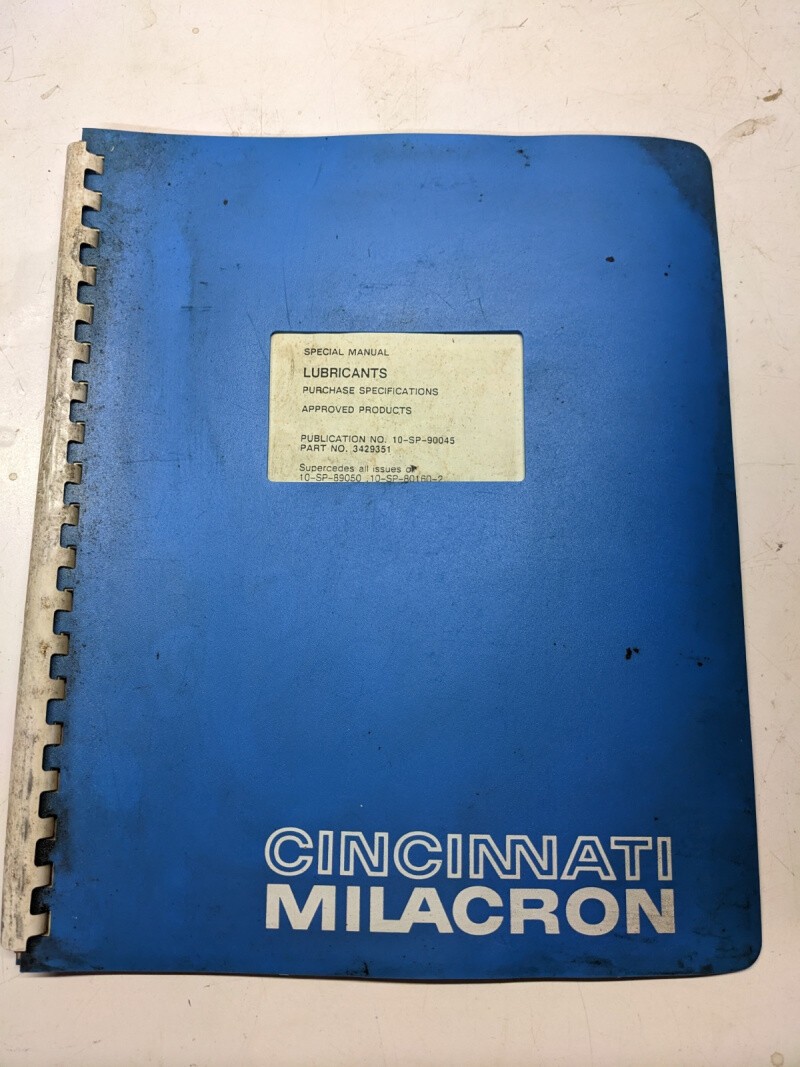 SPECIAL MANUAL
LUBRICANTS
PURCHASE SPECIFICATIONS
APPROVED PRODUCTS
PUBLICATION NO. 10-SP-90045
PART NO. 3429351
Supercedes all issues of
10-SP-89050 ,10-SP-80160-2
CINCINNATI
MILACRON